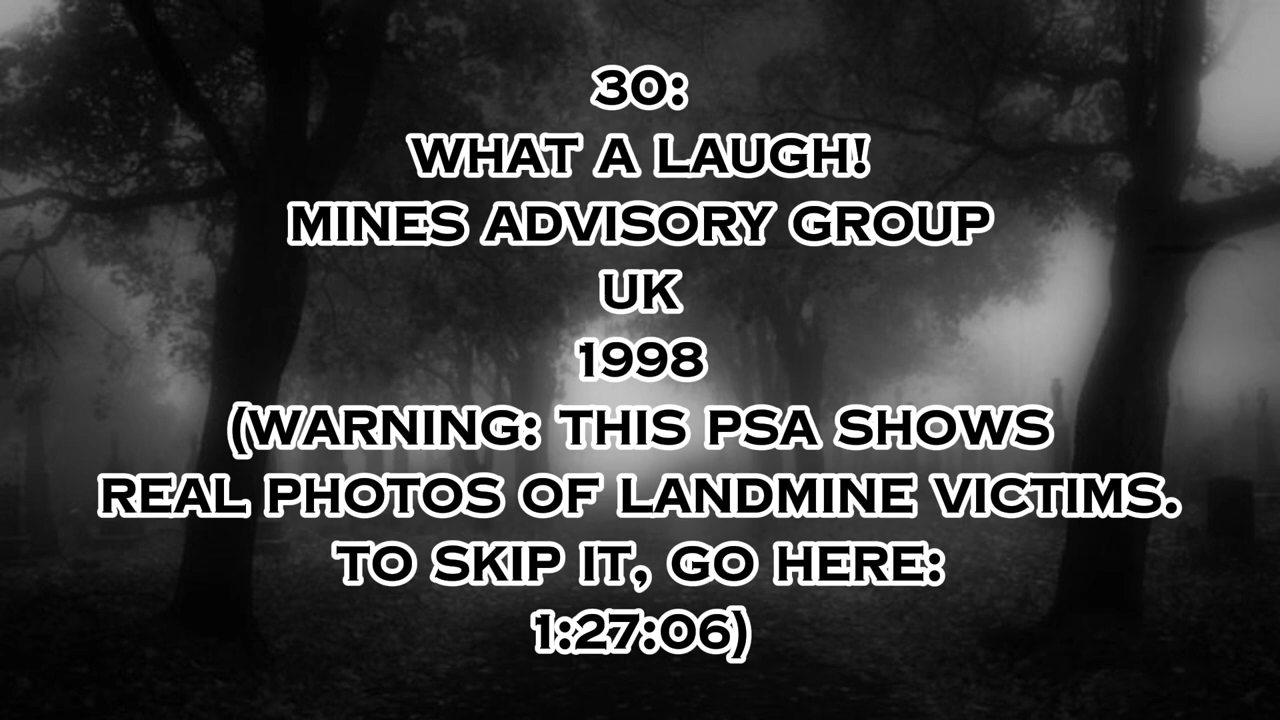 30:
WHAT A LAUGH!
MINES ADVISORY GROUP
UK
1998
(WARNING: THIS PSA SHOWS
REAL PHOTOS OF LANDMINE VICTIMS.
TO SKIP IT, GO HERE:
1:27:06)